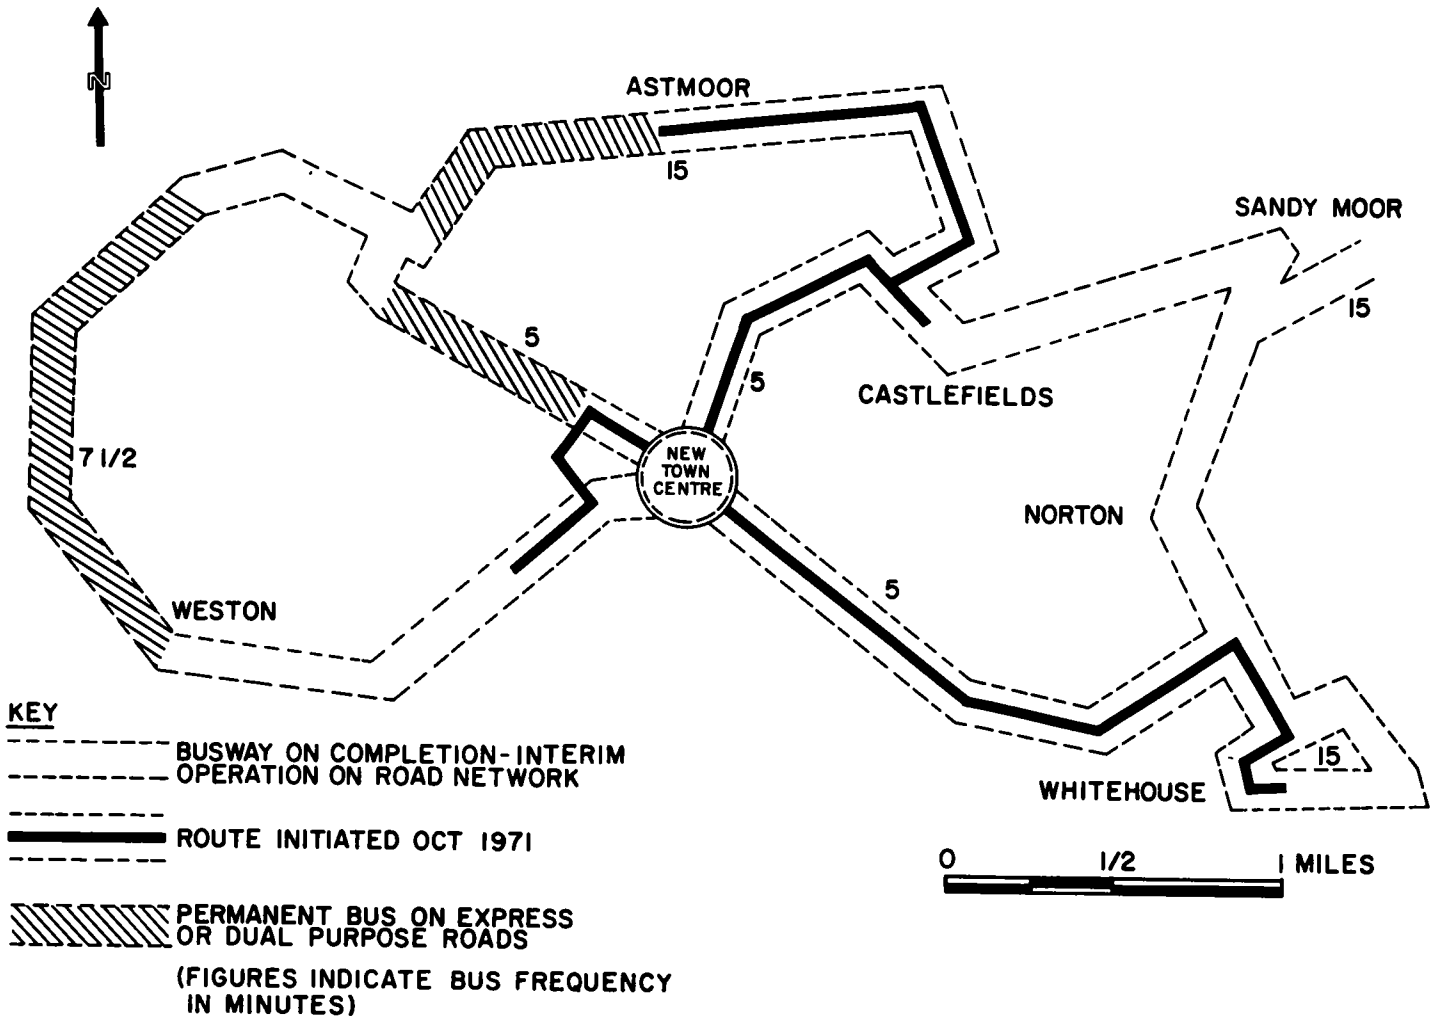 N
ASTMOOR
15
SANDY MOOR
15
5
5
CASTLEFIELDS
7 1/2
NEW
TOWN
CENTRE
NORTON
5
WESTON
KEY
BUSWAY ON COMPLETION-INTERIM
OPERATION ON ROAD NETWORK
15
WHITEHOUSE
ROUTE INITIATED OCT 1971
0 1/2 1 MILES
PERMANENT BUS ON EXPRESS
OR DUAL PURPOSE ROADS
(FIGURES INDICATE BUS FREQUENCY
IN MINUTES)